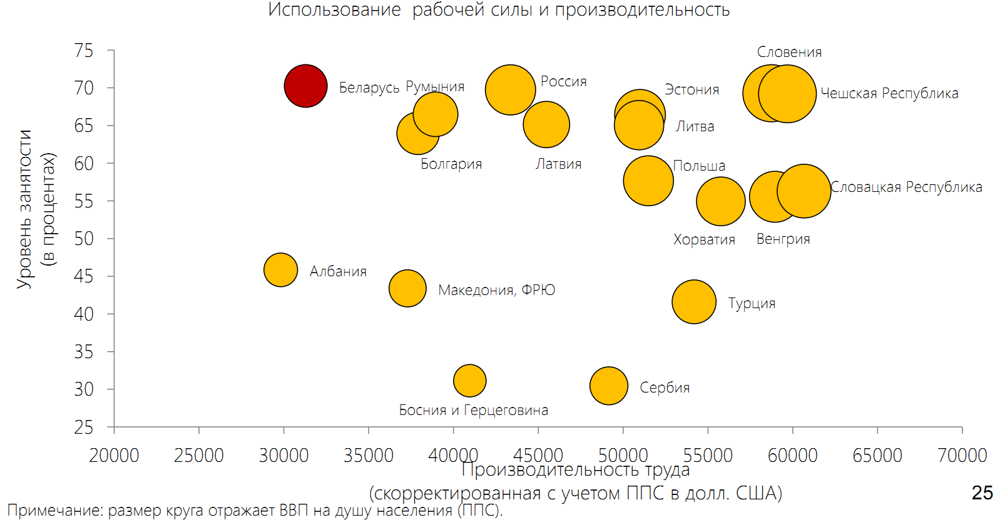 Использование рабочей силы и производительность
Уровень занятости
(в процентах)
75
70
65
60
55
50
45
40
35
30
25
Словения
Беларусь
Румыния
Россия
Эстония
Чешская Республика
Литва
Болгария
Латвия
Польша
Словацкая Республика
Хорватия
Венгрия
Албания
Македония, ФРЮ
Турция
Сербия
Босния и Герцеговина
20000 25000 30000 35000 40000 45000 50000 55000 60000 65000 70000
Производительность труда
(скорректированная с учетом ППС в долл. США)
25
Примечание: размер круга отражает ВВП на душу населения (ППС).